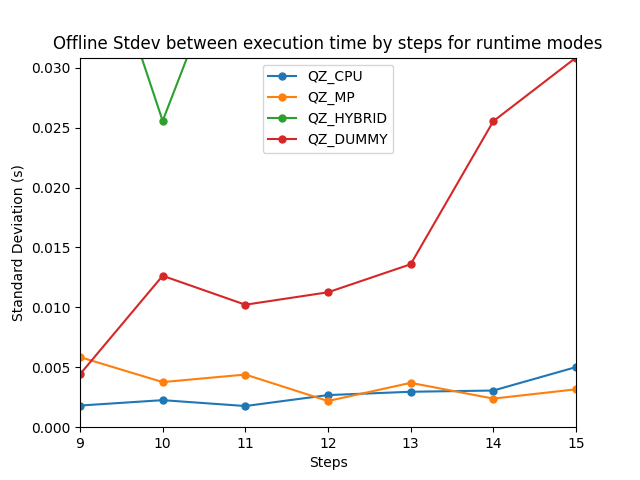 Offline Stdev between execution time by steps for runtime modes
QZ_CPU
QZ_MP
QZ_HYBRID
QZ_DUMMY
Standard Deviation (s)
0.030
0.025
0.020
0.015
0.010
0.005
0.000
9 10 11 12 13 14 15
Steps